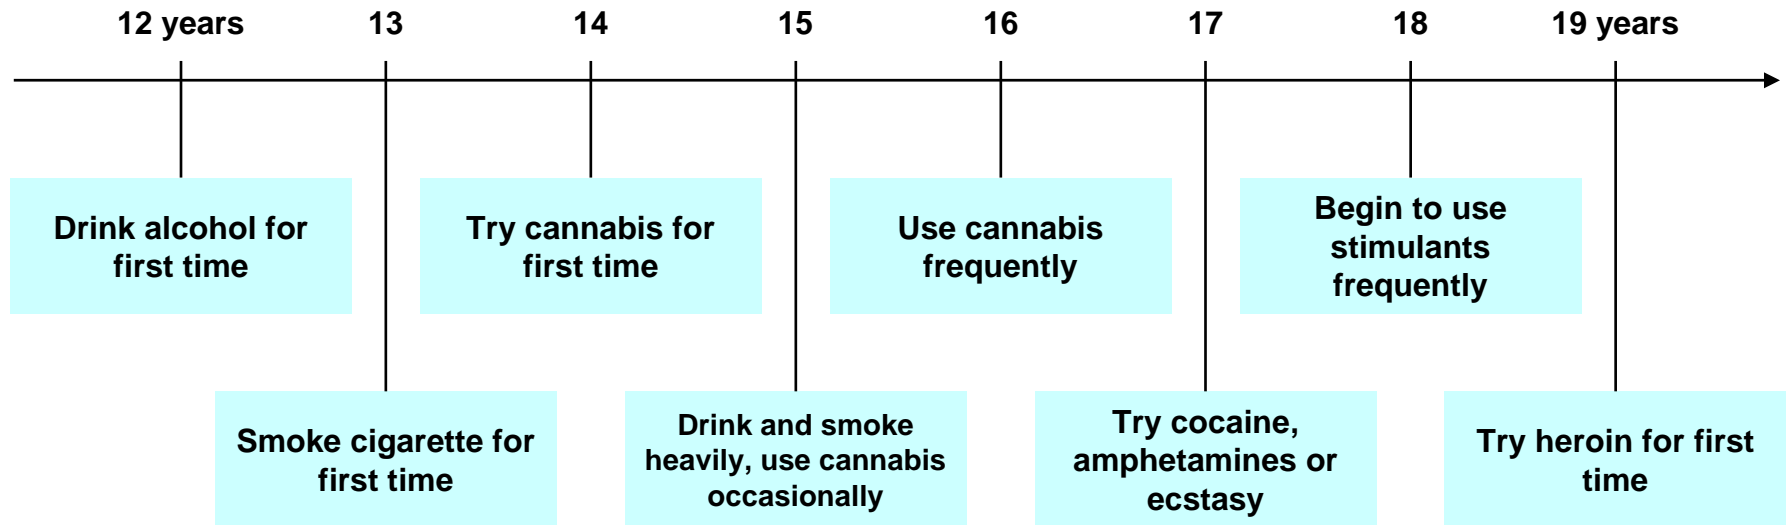 12 years 13 14 15 16 17 18 19 years
Drink alcohol for
first time
Try cannabis for
first time
Use cannabis
frequently
Begin to use
stimulants
frequently
Smoke cigarette for
first time
Drink and smoke
heavily, use cannabis
occasionally
Try cocaine,
amphetamines or
ecstasy
Try heroin for first
time